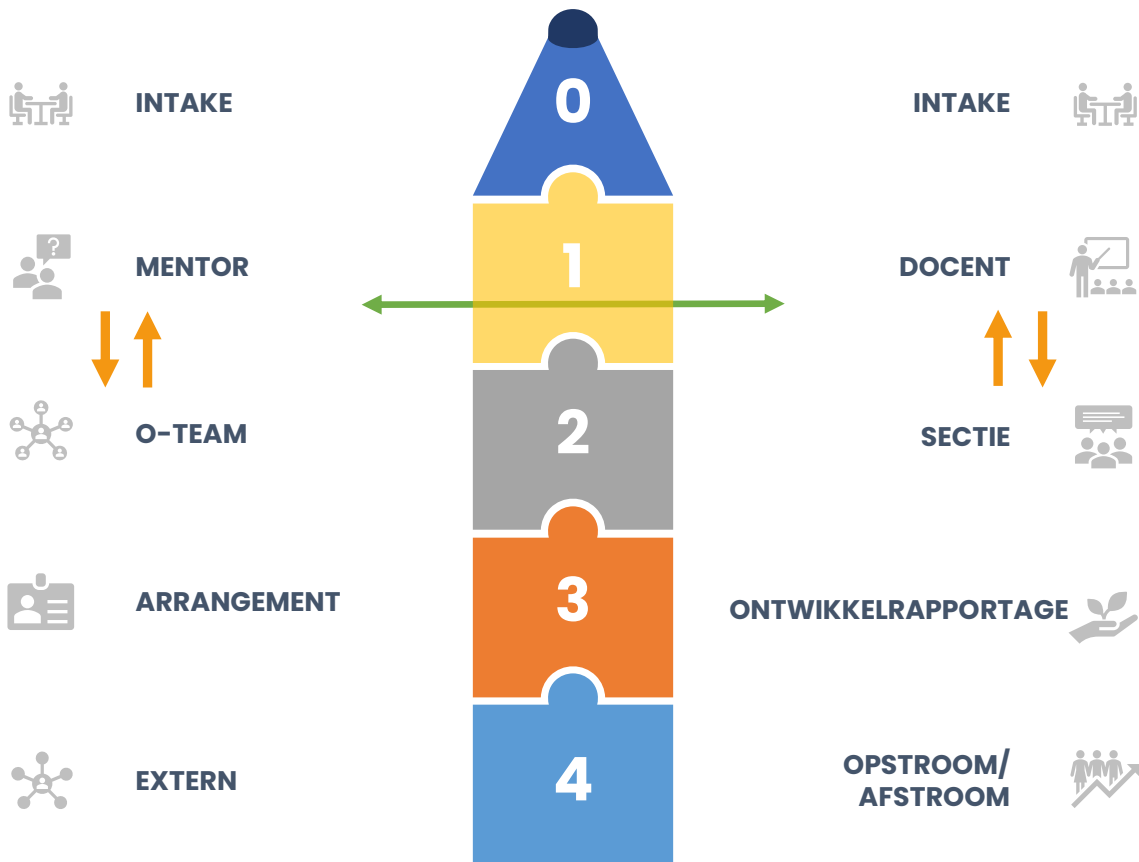 INTAKE
0
INTAKE
?
MENTOR
1
DOCENT
O-TEAM
2
SECTIE
ARRANGEMENT
3
ONTWIKKELRAPPORTAGE
EXTERN
4
OPSTROOM/
AFSTROOM